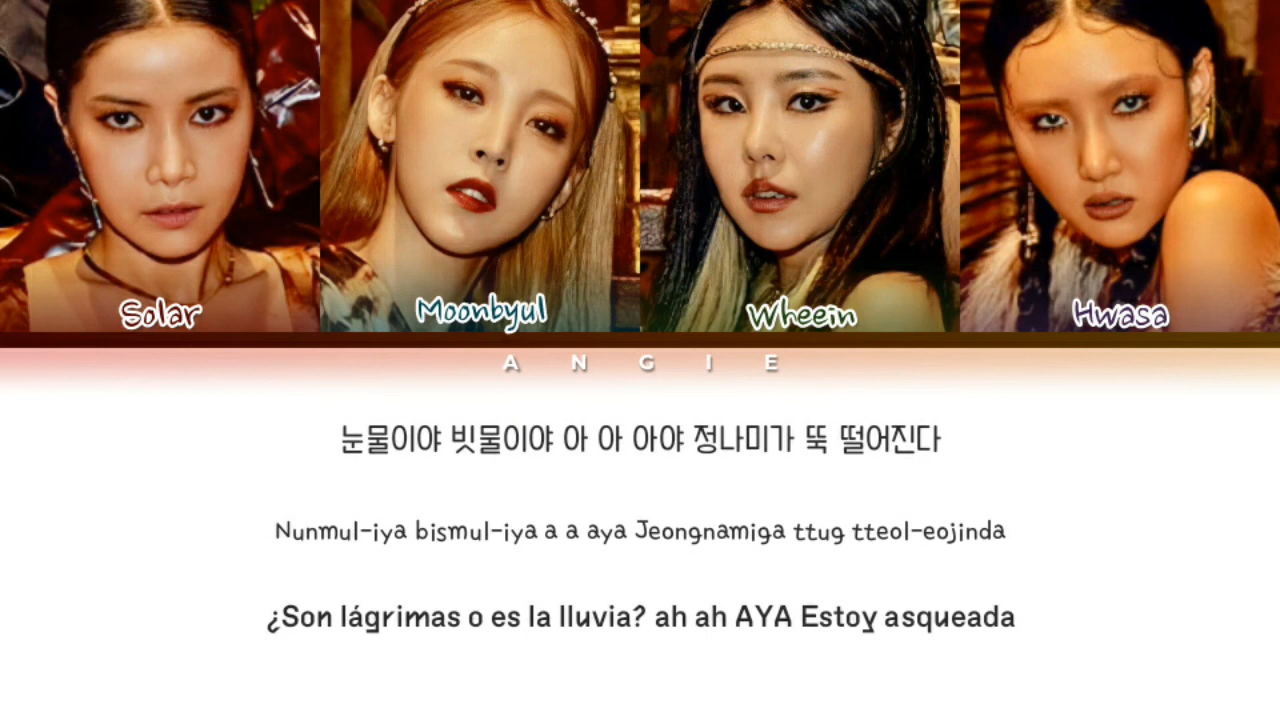 Solar
Moonbyul
Wheein
Hwasa
ANGIE
눈물이야 빗물이야 아 아 아야 정나미가 뚝 떨어진다
Nunmul-iya bismul-iya a a aya Jeongnamiga ttug tteol-eojinda
¿Son lágrimas o es la lluvia? ah ah AYA Estoy asqueada